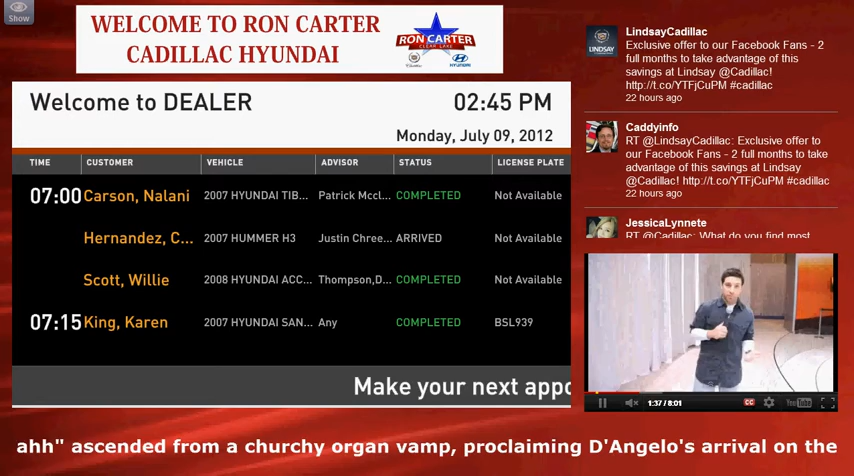 Show
WELCOME TO RON CARTER
CADILLAC HYUNDAI
RON CARTER
CLEAR LAKE
Cadillac
HYUNDAI
Welcome to DEALER
02:45 PM
Monday, July 09, 2012
TIME CUSTOMER VEHICLE ADVISOR STATUS LICENSE PLATE
07:00 Carson, Nalani 2007 HYUNDAI TIB... Patrick Mccl... COMPLETED Not Available
Hernandez, C... 2007 HUMMER H3 Justin Chree... ARRIVED Not Available
Scott, Willie 2008 HYUNDAI ACC... Thompson,D... COMPLETED Not Available
07:15 King, Karen 2007 HYUNDAI SAN... Any COMPLETED BSL939
Make your next appo
LINDSAY
LindsayCadillac
Exclusive offer to our Facebook Fans - 2
full months to take advantage of this
savings at Lindsay @Cadillac!
http://t.co/YTFjCuPM #cadillac
22 hours ago
Caddyinfo
RT @LindsayCadillac: Exclusive offer to
our Facebook Fans - 2 full months to take
advantage of this savings at Lindsay
@Cadillac! http://t.co/YTFjCuPM #cadillac
22 hours ago
JessicaLynnete
RT @Cadillac: What do you find most
1:37 / 8:01
CC
YouTube
ahh" ascended from a churchy organ vamp, proclaiming D'Angelo's arrival on the